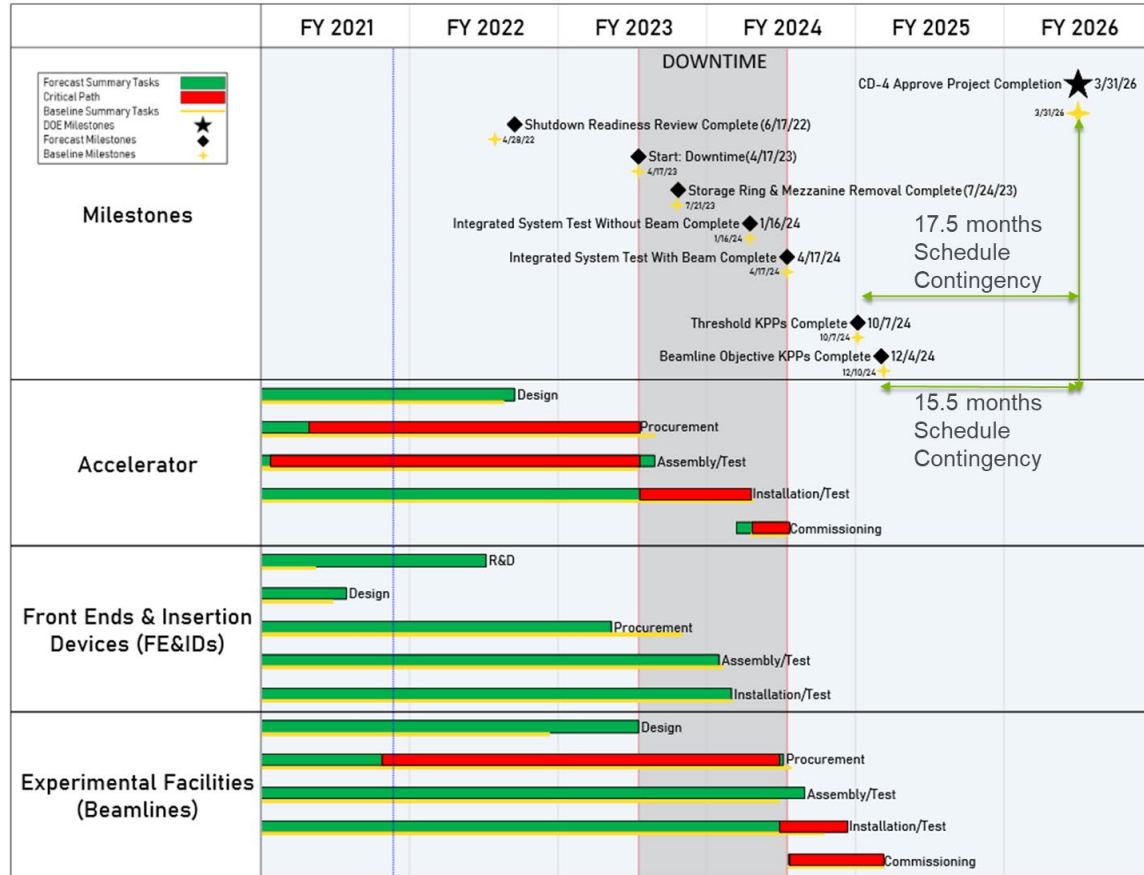 FY 2021 FY 2022 FY 2023 FY 2024 FY 2025 FY 2026
DOWNTIME
Forecast Summary Tasks
Critical Path
Baseline Summary Tasks
DOE Milestones
Forecast Milestones
Baseline Milestones
Milestones
CD-4 Approve Project Completion 3/31/26
3/31/26
Shutdown Readiness Review Complete (6/17/22)
4/28/22
Start: Downtime(4/17/23)
4/17/23
Storage Ring & Mezzanine Removal Complete (7/24/23)
7/21/23
Integrated System Test Without Beam Complete 1/16/24
1/16/24
Integrated System Test With Beam Complete 4/17/24
4/17/24
17.5 months
Schedule
Contingency
Threshold KPPs Complete 10/7/24
10/7/24
Beamline Objective KPPs Complete 12/4/24
12/10/24
15.5 months
Schedule
Contingency
Accelerator
Design
Procurement
Assembly/Test
Installation/Test
Commissioning
Front Ends & Insertion
Devices (FE&IDs)
R&D
Design
Procurement
Assembly/Test
Installation/Test
Experimental Facilities
(Beamlines)
Design
Procurement
Assembly/Test
Installation/Test
Commissioning